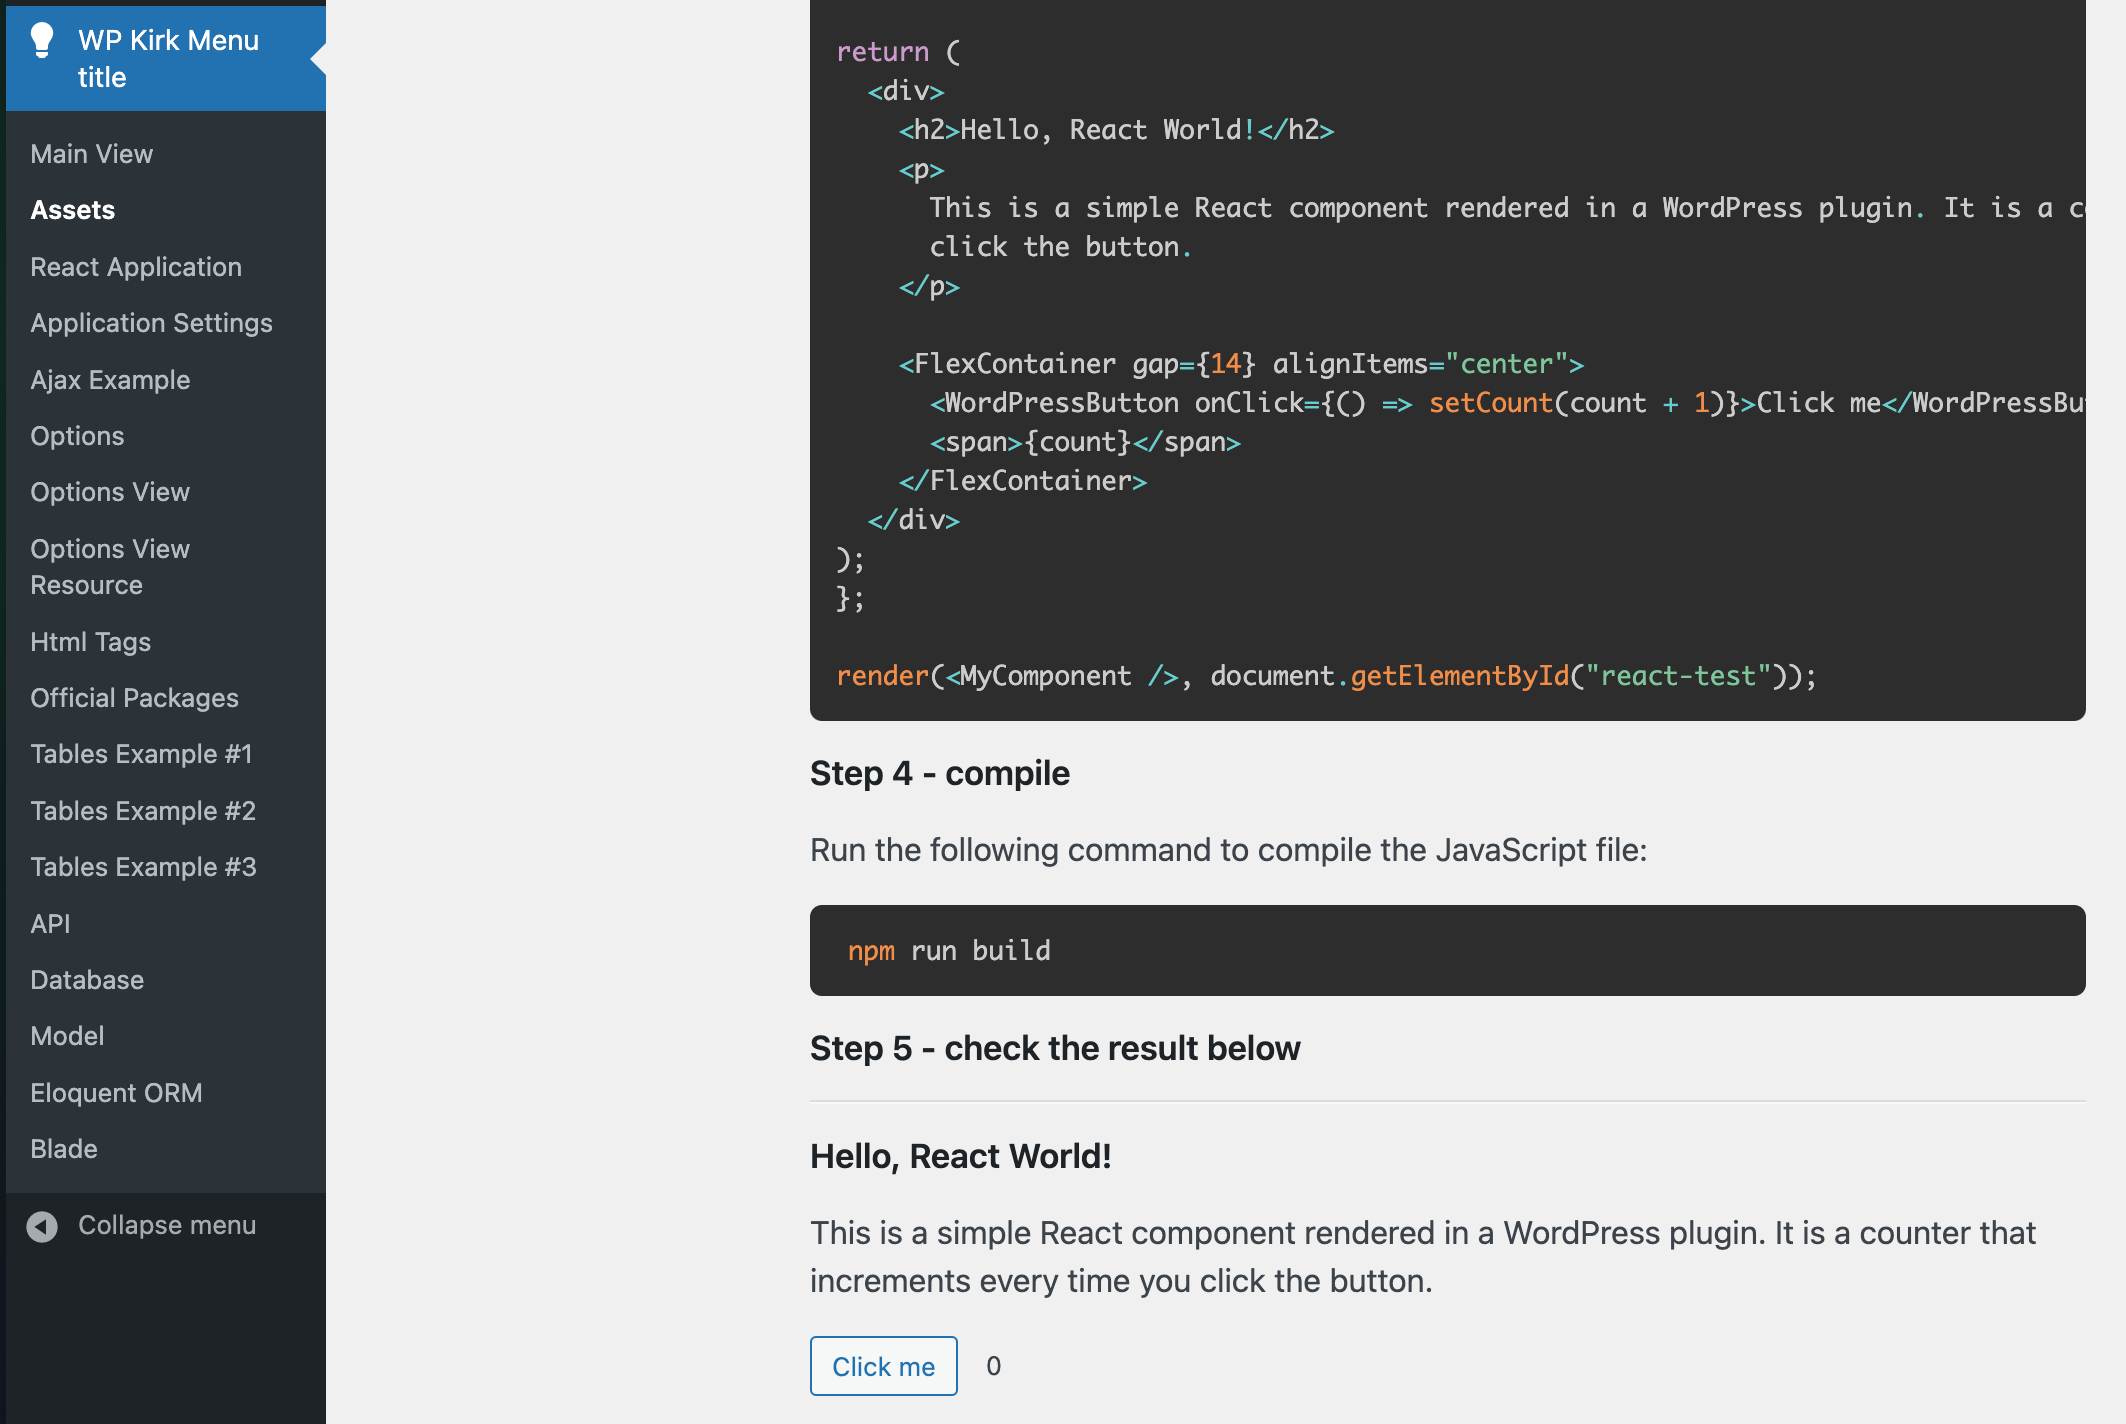 WP Kirk Menu
title
Main View
Assets
React Application
Application Settings
Ajax Example
Options
Options View
Options View
Resource
Html Tags
Official Packages
Tables Example #1
Tables Example #2
Tables Example #3
API
Database
Model
Eloquent ORM
Blade
Collapse menu
return (
<div>
<h2>Hello, React World!</h2>
<p>
This is a simple React component rendered in a WordPress plugin. It is a
click the button.
</p>
<FlexContainer gap={14} alignItems="center">
<WordPressButton onClick={() => setCount(count + 1)}>Click me</WordPressBu
<span>{count}</span>
</FlexContainer>
</div>
);
};
render(<MyComponent />, document.getElementById("react-test"));
Step 4 - compile
Run the following command to compile the JavaScript file:
npm run build
Step 5 - check the result below
Hello, React World!
This is a simple React component rendered in a WordPress plugin. It is a counter that
increments every time you click the button.
Click me 0